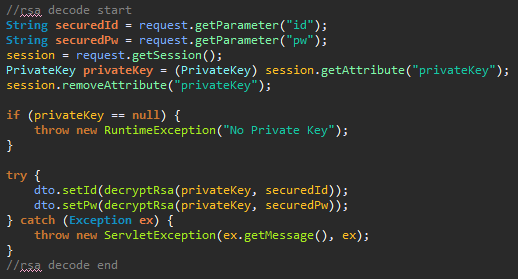 //rsa decode start
String securedId = request.getParameter("id");
String securedPw = request.getParameter("pw");
session = request.getSession();
PrivateKey privateKey = (PrivateKey) session.getAttribute("privateKey");
session.removeAttribute("privateKey");

if (privateKey == null) {
    throw new RuntimeException("No Private Key");
}

try {
    dto.setId(decryptRsa(privateKey, securedId));
    dto.setPw(decryptRsa(privateKey, securedPw));
} catch (Exception ex) {
    throw new ServletException(ex.getMessage(), ex);
}
//rsa decode end